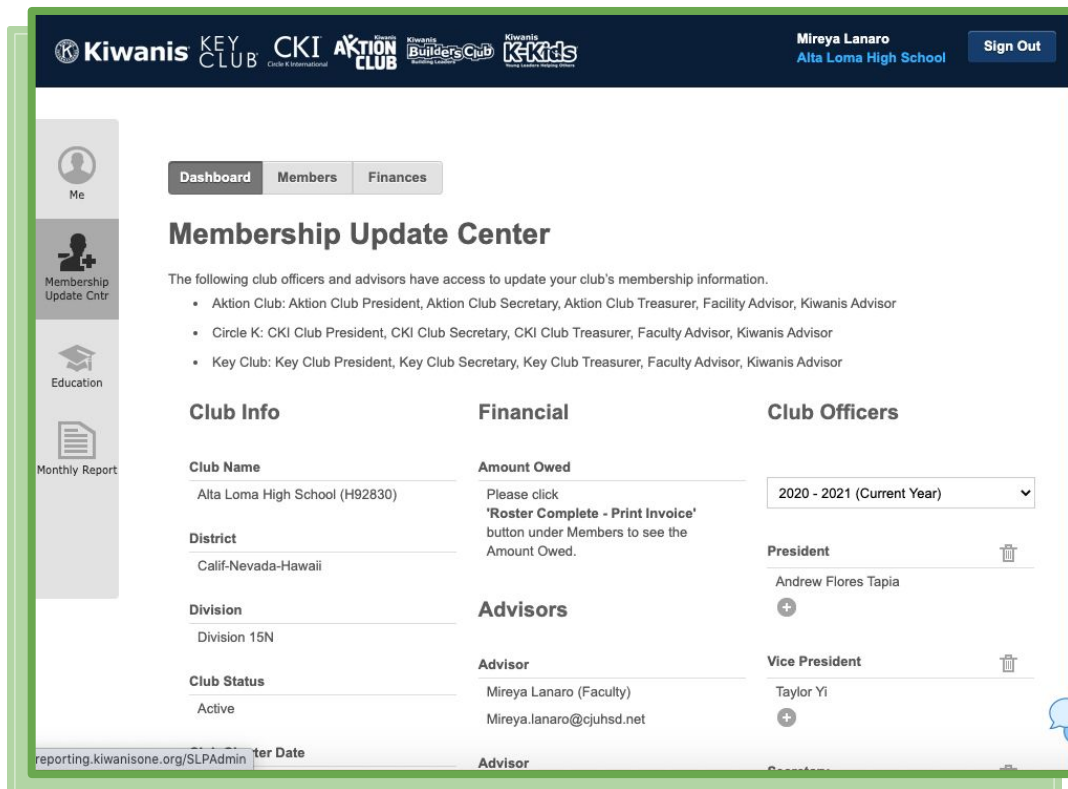 Kiwanis KEY CLUB CKI Circle K International Kiwanis AKTION CLUB Kiwanis Builders Club Building Leaders Kiwanis K-Kids Young Leaders Helping Others
Mireya Lanaro
Alta Loma High School
Sign Out
Me
Membership
Update Cntr
Education
Monthly Report
Dashboard Members Finances
Membership Update Center
The following club officers and advisors have access to update your club's membership information.
• Aktion Club: Aktion Club President, Aktion Club Secretary, Aktion Club Treasurer, Facility Advisor, Kiwanis Advisor
• Circle K: CKI Club President, CKI Club Secretary, CKI Club Treasurer, Faculty Advisor, Kiwanis Advisor
• Key Club: Key Club President, Key Club Secretary, Key Club Treasurer, Faculty Advisor, Kiwanis Advisor
Club Info
Club Name
Alta Loma High School (H92830)
District
Calif-Nevada-Hawaii
Division
Division 15N
Club Status
Active
ter Date
Financial
Amount Owed
Please click
'Roster Complete - Print Invoice'
button under Members to see the
Amount Owed.
Advisors
Advisor
Mireya Lanaro (Faculty)
Mireya.lanaro@cjuhsd.net
Advisor
Club Officers
2020 - 2021 (Current Year)
President
Andrew Flores Tapia
Vice President
Taylor Yi
reporting.kiwanisone.org/SLPAdmin